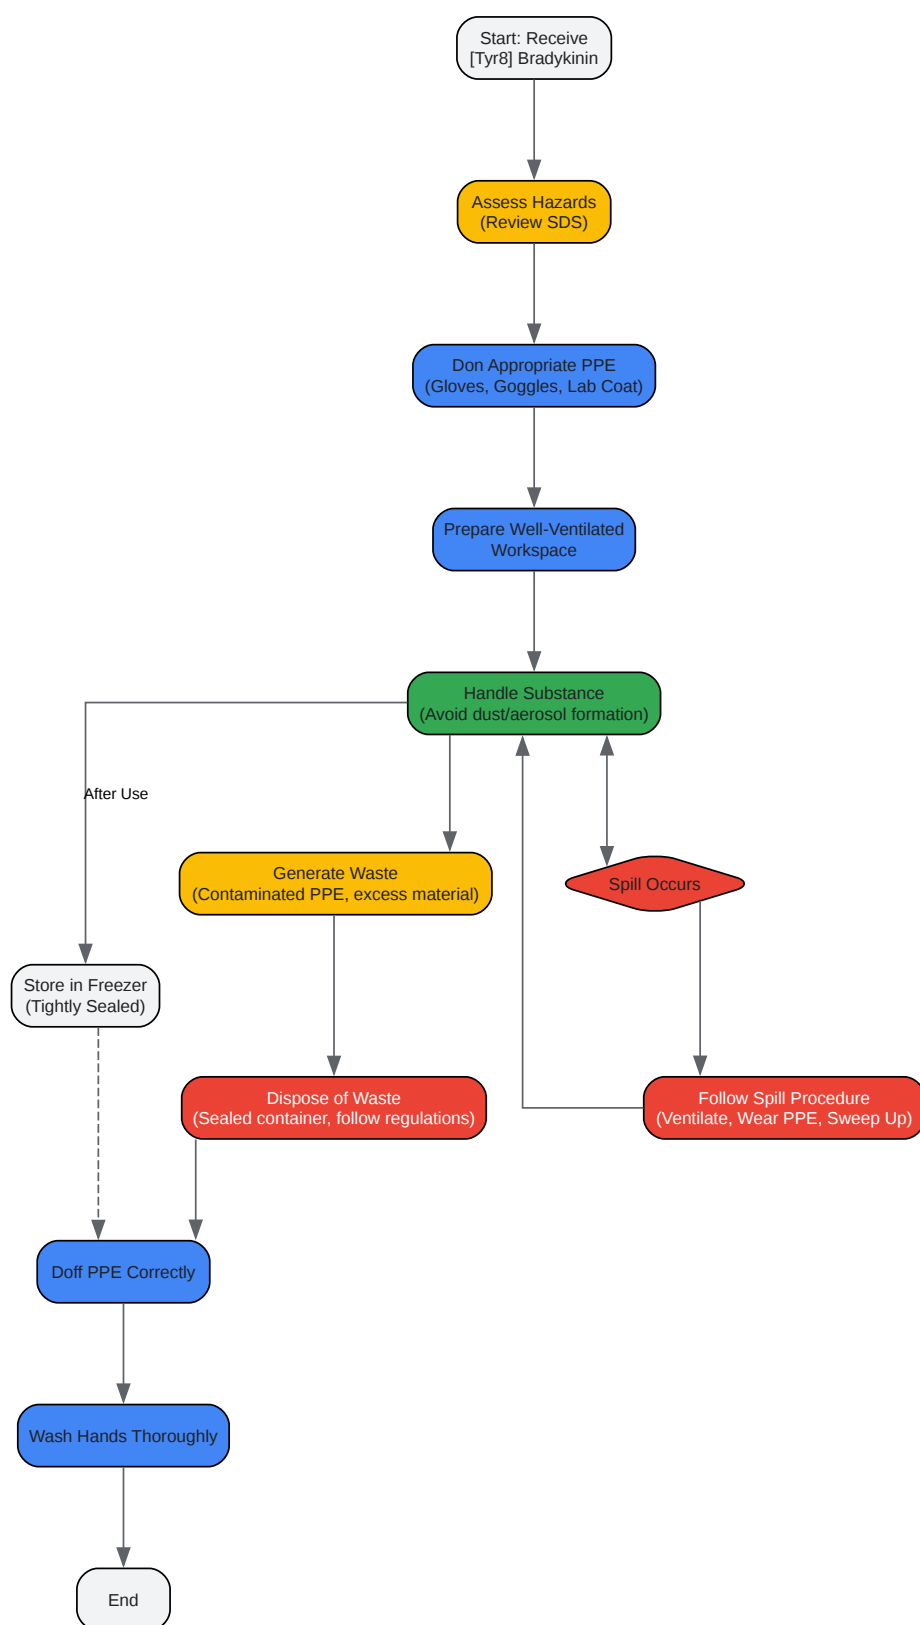 Start: Receive
[Tyr8] Bradykinin
Assess Hazards
(Review SDS)
Don Appropriate PPE
(Gloves, Goggles, Lab Coat)
Prepare Well-Ventilated
Workspace
Handle Substance
(Avoid dust/aerosol formation)
After Use
Generate Waste
(Contaminated PPE, excess material)
Spill Occurs
Store in Freezer
(Tightly Sealed)
Dispose of Waste
(Sealed container, follow regulations)
Follow Spill Procedure
(Ventilate, Wear PPE, Sweep Up)
Doff PPE Correctly
Wash Hands Thoroughly
End